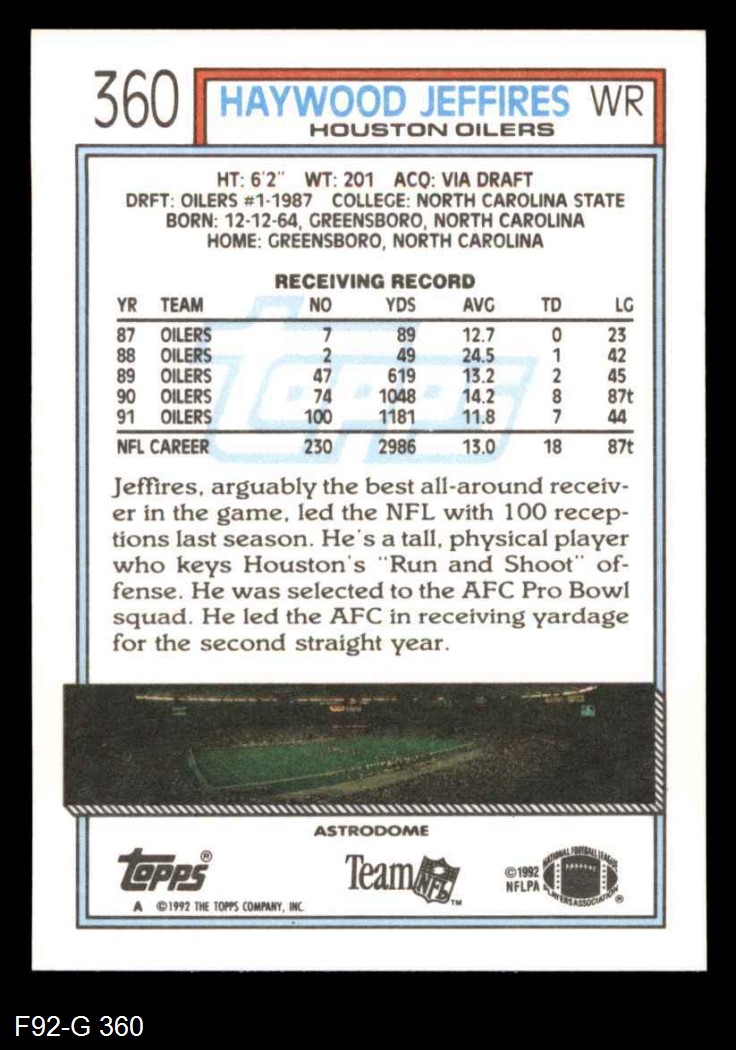 360 HAYWOOD JEFFIRES WR
HOUSTON OILERS
HT: 6'2" WT: 201 ACQ: VIA DRAFT
DRFT: OILERS #1-1987 COLLEGE: NORTH CAROLINA STATE
BORN: 12-12-64, GREENSBORO, NORTH CAROLINA
HOME: GREENSBORO, NORTH CAROLINA
RECEIVING RECORD
YR TEAM NO YDS AVG TD LG
87 OILERS 7 89 12.7 0 23
88 OILERS 2 49 24.5 1 42
89 OILERS 47 619 13.2 2 45
90 OILERS 74 1048 14.2 8 87t
91 OILERS 100 1181 11.8 7 44
NFL CAREER 230 2986 13.0 18 87t
topps
Jeffires, arguably the best all-around receiv-
er in the game, led the NFL with 100 recep-
tions last season. He's a tall, physical player
who keys Houston's "Run and Shoot" of-
fense. He was selected to the AFC Pro Bowl
squad. He led the AFC in receiving yardage
for the second straight year.
ASTRODOME
topps®
A ©1992 THE TOPPS COMPANY, INC.
Team NFL™
©1992
NFLPA
NATIONAL FOOTBALL LEAGUE
PLAYERS ASSOCIATION®
F92-G 360